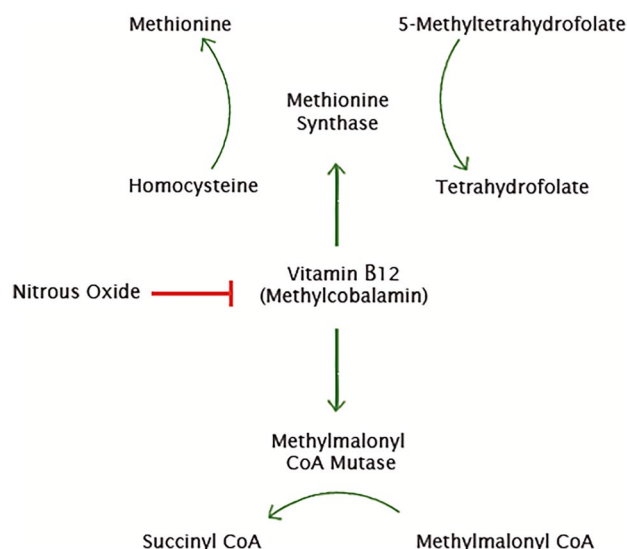 Methionine
5-Methyltetrahydrofolate
Methionine
Synthase
Homocysteine
Tetrahydrofolate
Nitrous Oxide
Vitamin B12
(Methylcobalamin)
Methylmalonyl
CoA Mutase
Succinyl CoA
Methylmalonyl CoA